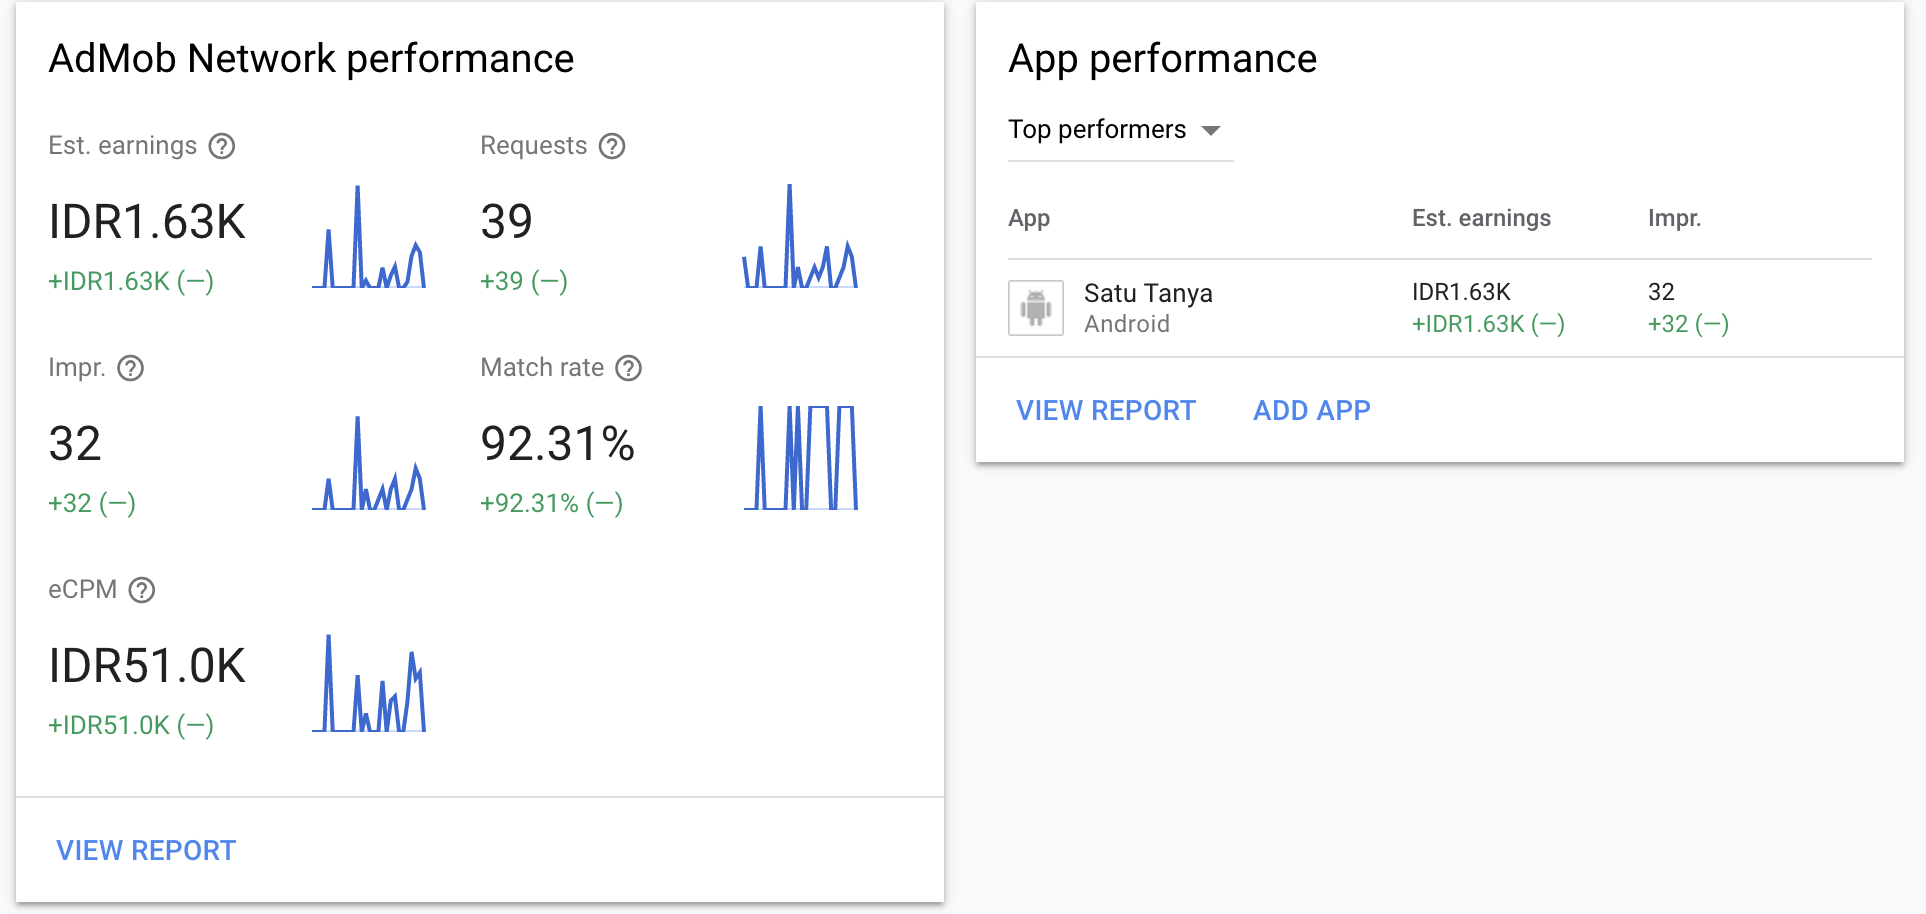 AdMob Network performance
Est. earnings
IDR1.63K
+IDR1.63K (—)
Requests
39
+39 (—)
Impr.
32
+32 (—)
Match rate
92.31%
+92.31% (—)
eCPM
IDR51.0K
+IDR51.0K (—)
VIEW REPORT
App performance
Top performers
App Est. earnings Impr.
Satu Tanya IDR1.63K 32
Android +IDR1.63K (—) +32 (—)
VIEW REPORT ADD APP